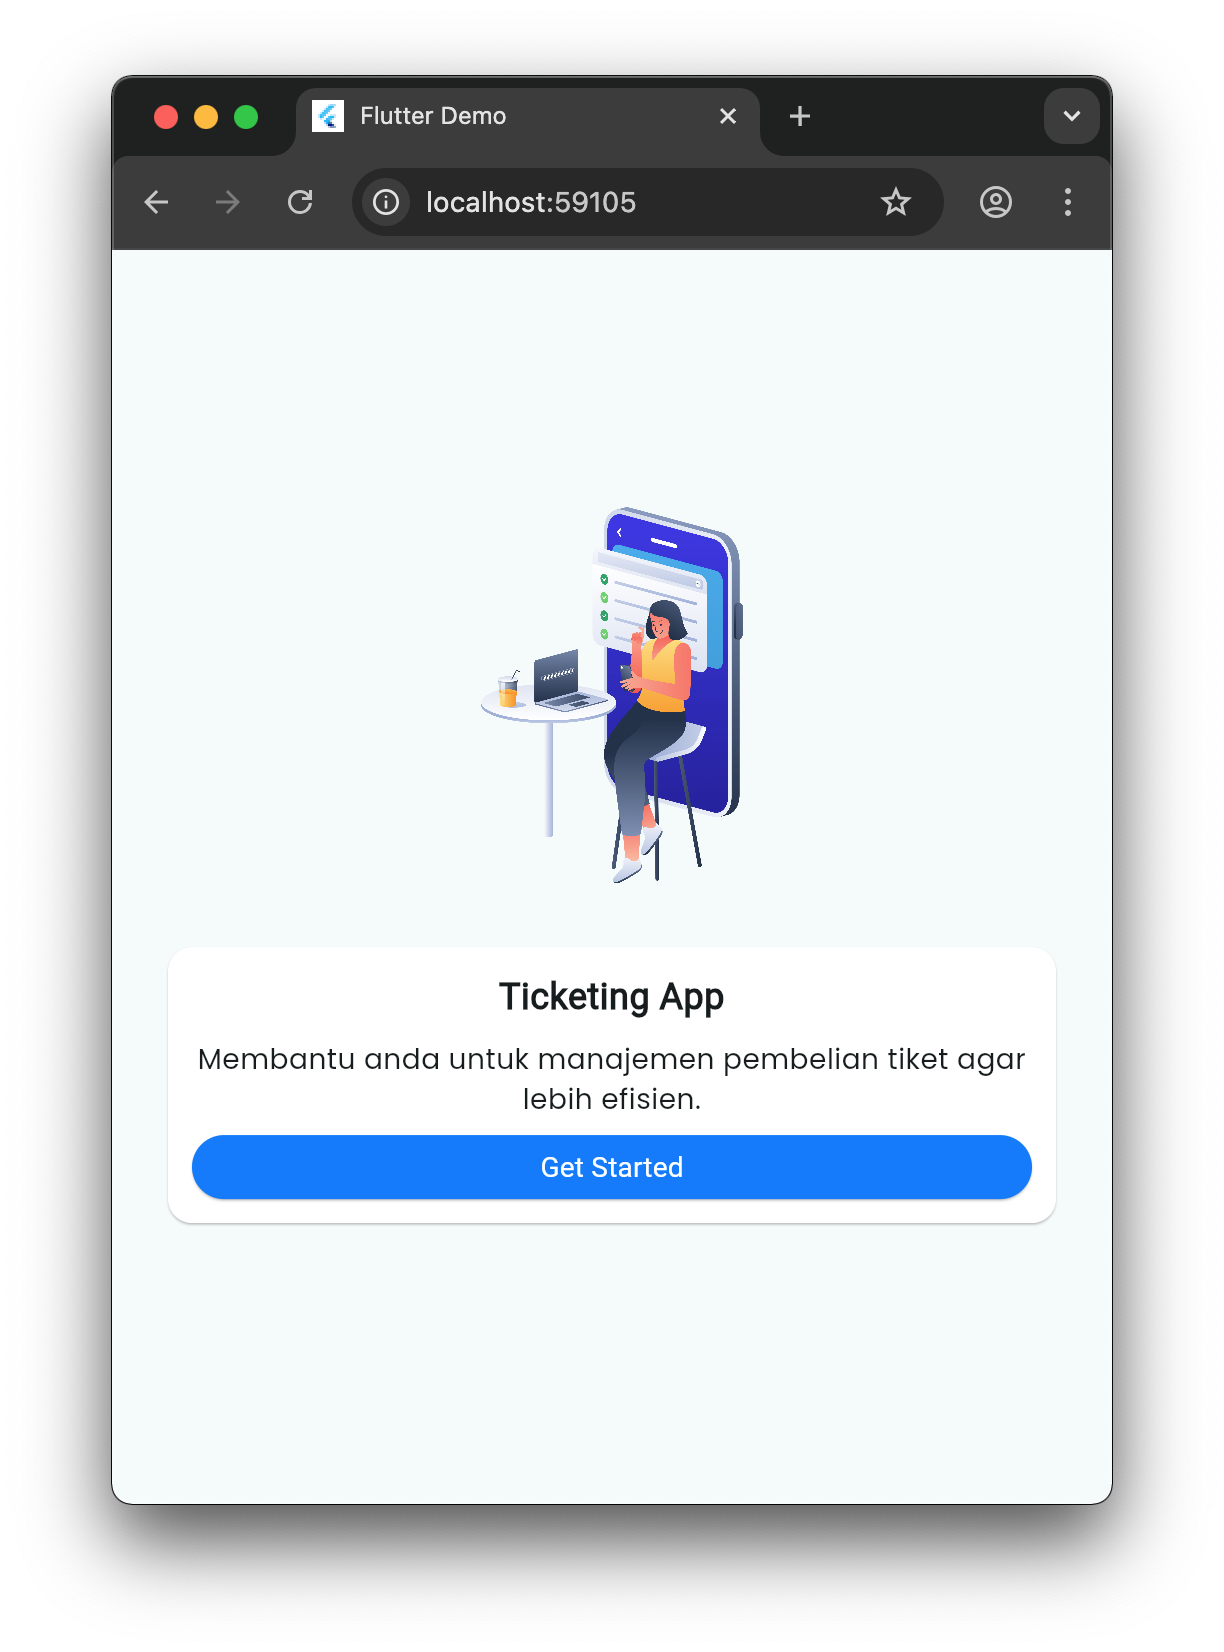 Flutter Demo
localhost:59105
Ticketing App
Membantu anda untuk manajemen pembelian tiket agar
lebih efisien.
Get Started